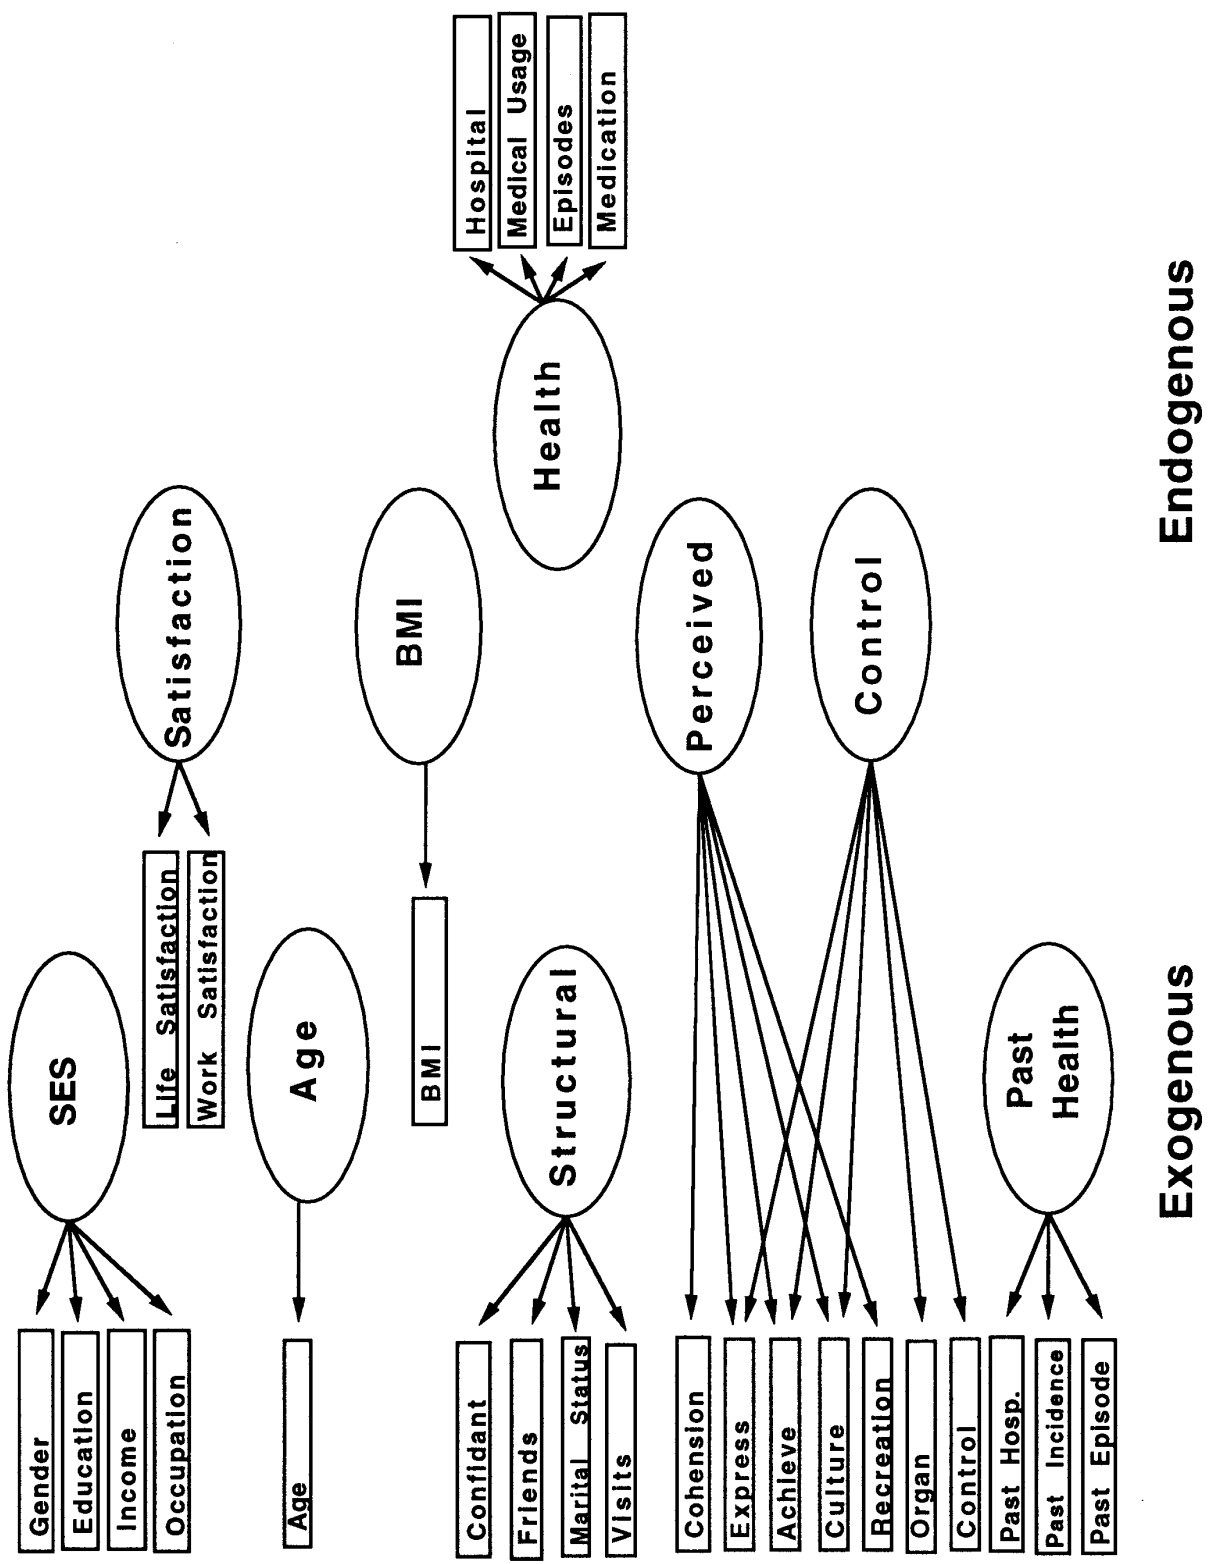 Gender
Education
Income
Occupation
SES
Life Satisfaction
Work Satisfaction
Satisfaction
Age
Age
BMI
BMI
Confidant
Friends
Marital Status
Visits
Structural
Hospital
Medical Usage
Episodes
Medication
Health
Cohension
Express
Achieve
Culture
Recreation
Organ
Control
Perceived
Control
Past Hosp.
Past Incidence
Past Episode
Past
Health
Exogenous
Endogenous